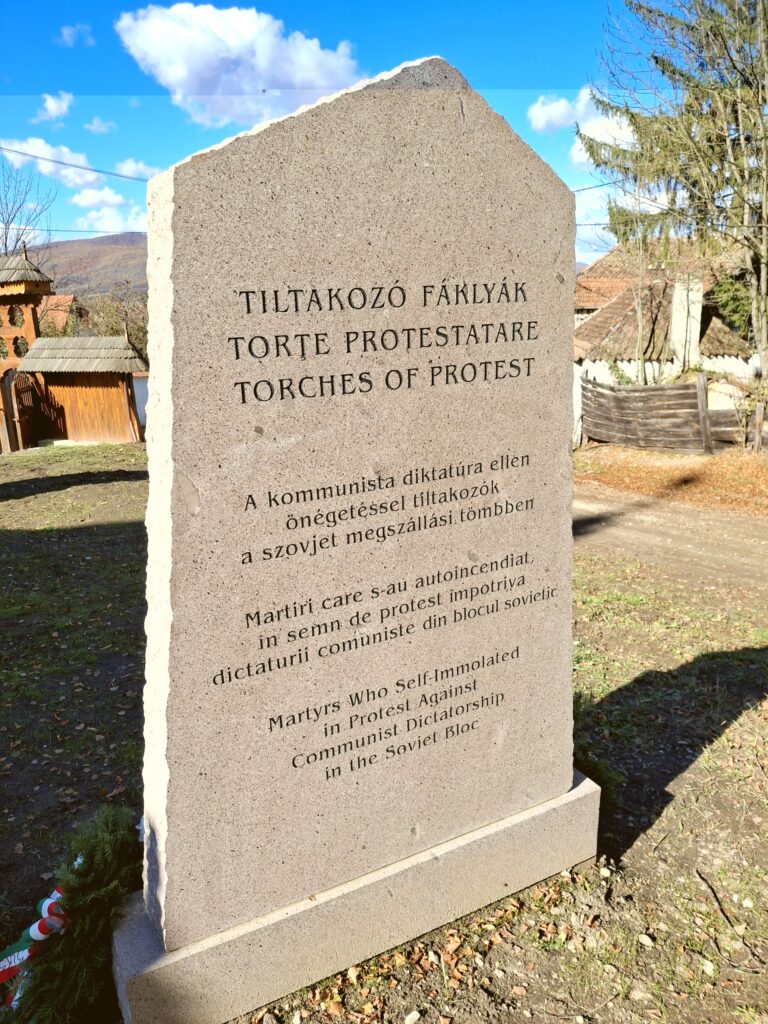 TILTAKOZÓ FÁKLYÁK
TORȚE PROTESTATARE
TORCHES OF PROTEST
A kommunista diktatúra ellen
önégetéssel tiltakozók
a szovjet megszállási tömbben
Martiri care s-au autoincendiat,
in semn de protest impotriva
dictaturii comuniste din blocul sovietic
Martyrs Who Self-Immolated
in Protest Against
Communist Dictatorship
in the Soviet Bloc